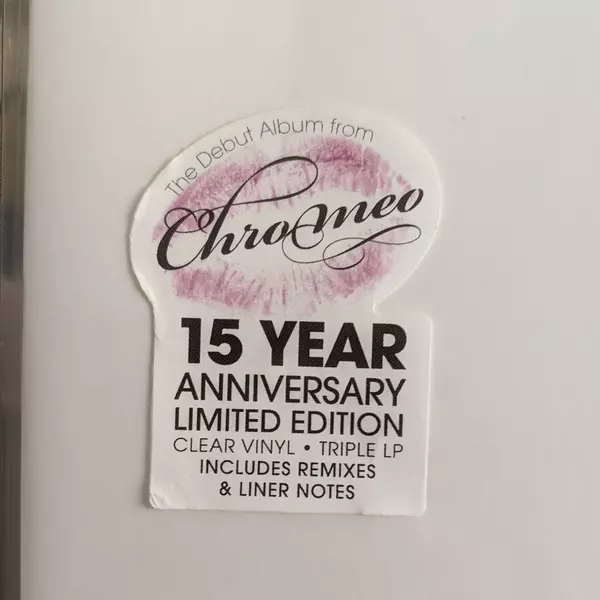 The Debut Album from
Chromeo
15 YEAR
ANNIVERSARY
LIMITED EDITION
CLEAR VINYL • TRIPLE LP
INCLUDES REMIXES
& LINER NOTES